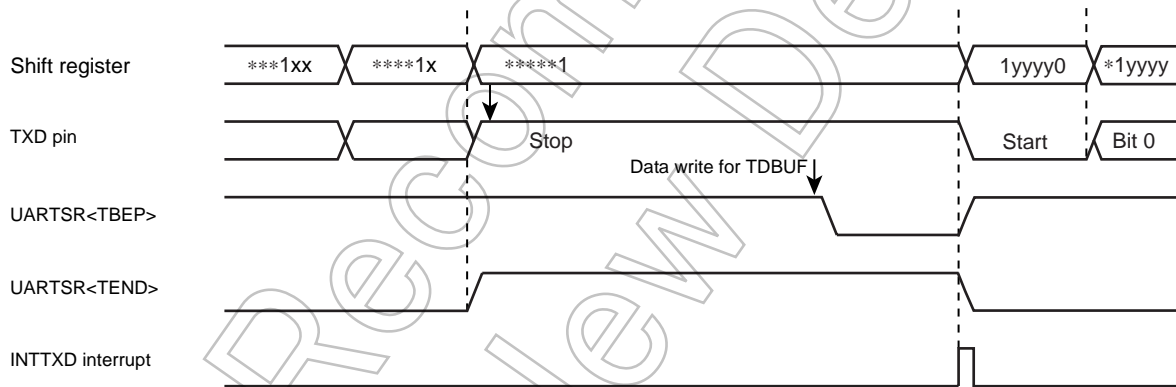 Shift register
***1xx
****1x
*****1
1yyyy0
*1yyyy
TXD pin
Stop
Start
Bit 0
Data write for TDBUF
UARTSR<TBEP>
UARTSR<TEND>
INTTXD interrupt